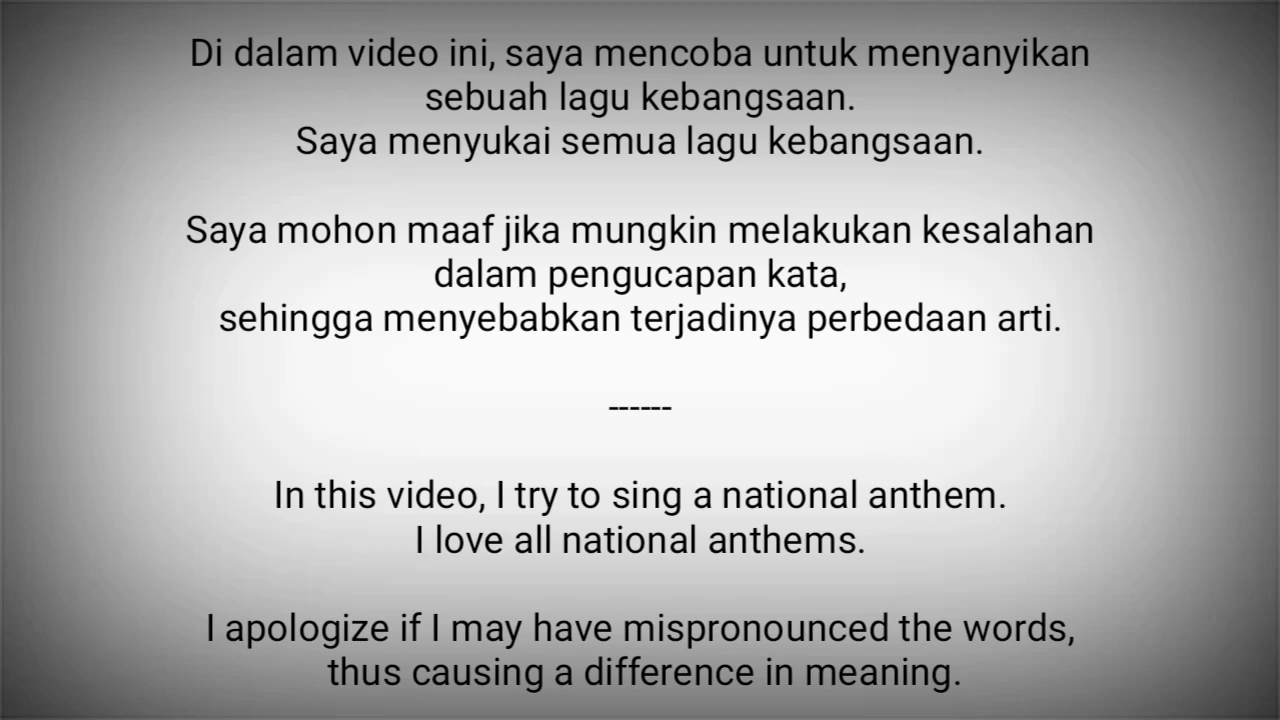 Di dalam video ini, saya mencoba untuk menyanyikan
sebuah lagu kebangsaan.
Saya menyukai semua lagu kebangsaan.
Saya mohon maaf jika mungkin melakukan kesalahan
dalam pengucapan kata,
sehingga menyebabkan terjadinya perbedaan arti.
------
In this video, I try to sing a national anthem.
I love all national anthems.
I apologize if I may have mispronounced the words,
thus causing a difference in meaning.